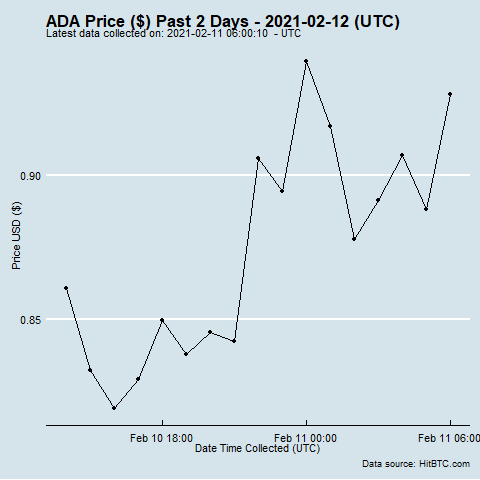 ADA Price ($) Past 2 Days - 2021-02-12 (UTC)
Latest data collected on: 2021-02-11 06:00:10 - UTC
0.90
Price USD ($)
0.85
Feb 10 18:00
Feb 11 00:00
Feb 11 06:00
Date Time Collected (UTC)
Data source: HitBTC.com